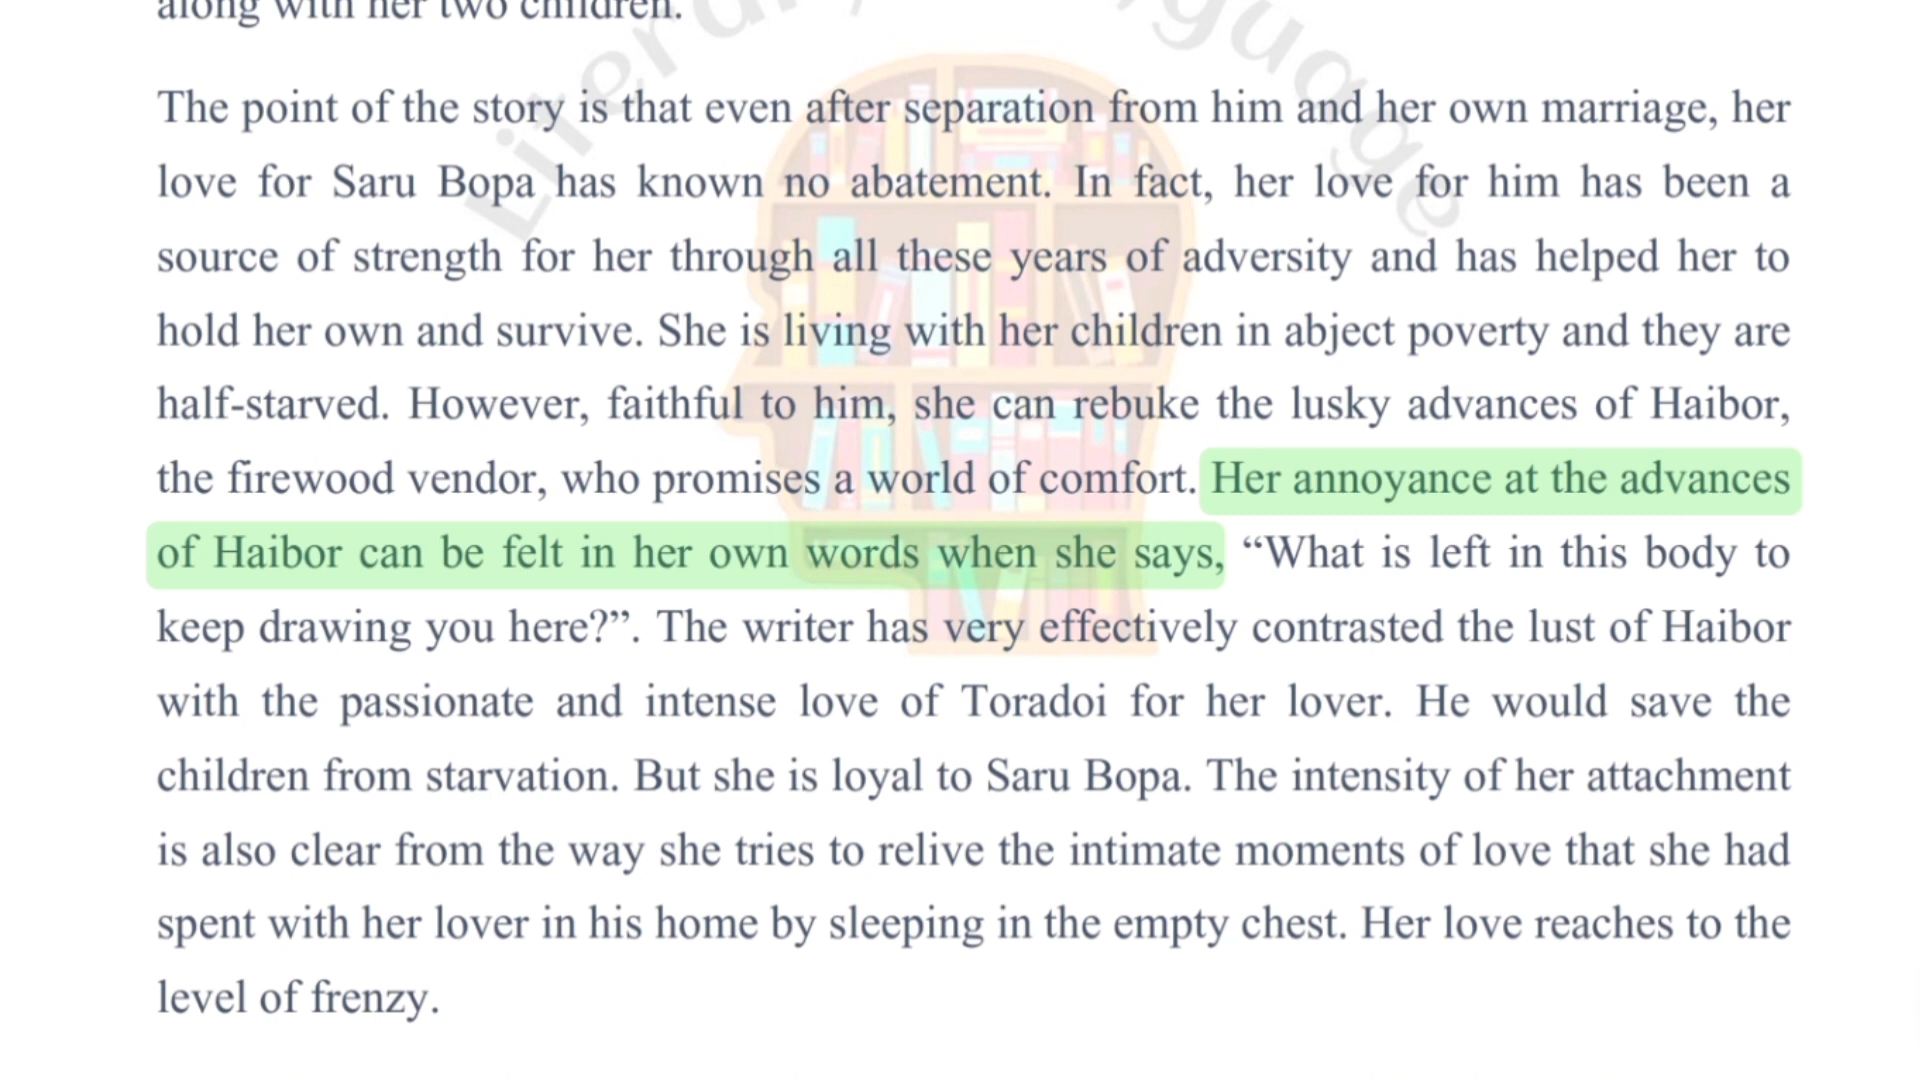 along with her two children.
The point of the story is that even after separation from him and her own marriage, her
love for Saru Bopa has known no abatement. In fact, her love for him has been a
source of strength for her through all these years of adversity and has helped her to
hold her own and survive. She is living with her children in abject poverty and they are
half-starved. However, faithful to him, she can rebuke the lusky advances of Haibor,
the firewood vendor, who promises a world of comfort. Her annoyance at the advances
of Haibor can be felt in her own words when she says, “What is left in this body to
keep drawing you here?”. The writer has very effectively contrasted the lust of Haibor
with the passionate and intense love of Toradoi for her lover. He would save the
children from starvation. But she is loyal to Saru Bopa. The intensity of her attachment
is also clear from the way she tries to relive the intimate moments of love that she had
spent with her lover in his home by sleeping in the empty chest. Her love reaches to the
level of frenzy.